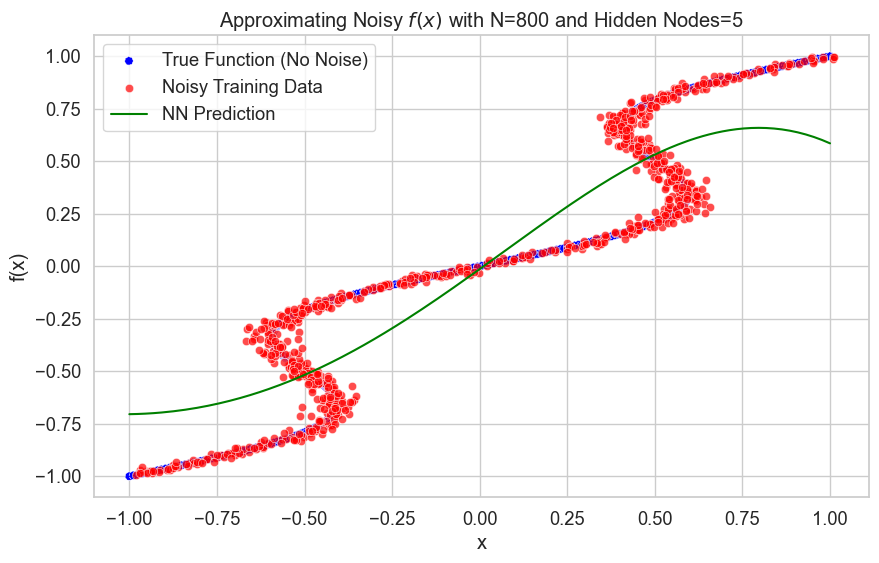 Approximating Noisy f(x) with N=800 and Hidden Nodes=5
True Function (No Noise)
Noisy Training Data
NN Prediction
f(x)
1.00
0.75
0.50
0.25
0.00
−0.25
−0.50
−0.75
−1.00
−1.00 −0.75 −0.50 −0.25 0.00 0.25 0.50 0.75 1.00
x